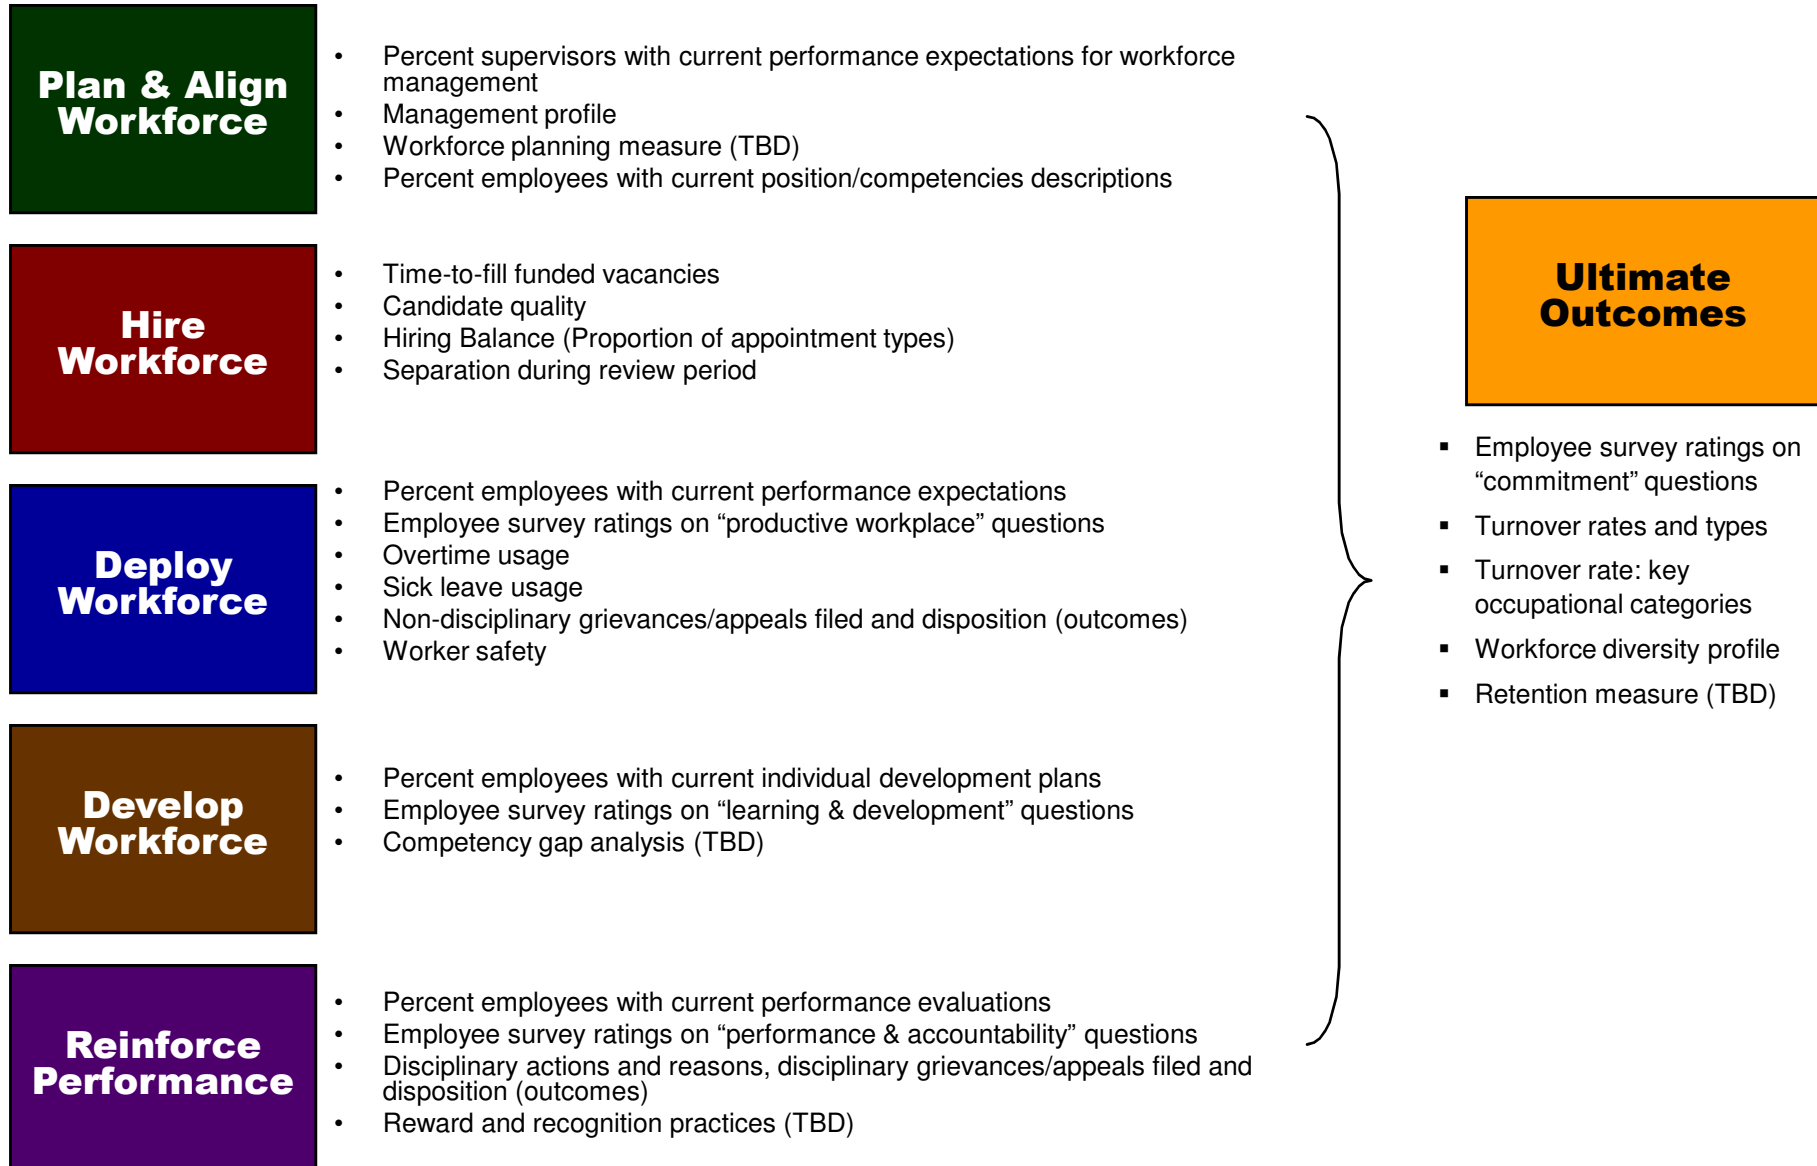 Plan & Align
Workforce
• Percent supervisors with current performance expectations for workforce
management
• Management profile
• Workforce planning measure (TBD)
• Percent employees with current position/competencies descriptions
Hire
Workforce
• Time-to-fill funded vacancies
• Candidate quality
• Hiring Balance (Proportion of appointment types)
• Separation during review period
Deploy
Workforce
• Percent employees with current performance expectations
• Employee survey ratings on “productive workplace” questions
• Overtime usage
• Sick leave usage
• Non-disciplinary grievances/appeals filed and disposition (outcomes)
• Worker safety
Develop
Workforce
• Percent employees with current individual development plans
• Employee survey ratings on “learning & development” questions
• Competency gap analysis (TBD)
Reinforce
Performance
• Percent employees with current performance evaluations
• Employee survey ratings on “performance & accountability” questions
• Disciplinary actions and reasons, disciplinary grievances/appeals filed and
disposition (outcomes)
• Reward and recognition practices (TBD)
Ultimate
Outcomes
▪ Employee survey ratings on
“commitment” questions
▪ Turnover rates and types
▪ Turnover rate: key
occupational categories
▪ Workforce diversity profile
▪ Retention measure (TBD)